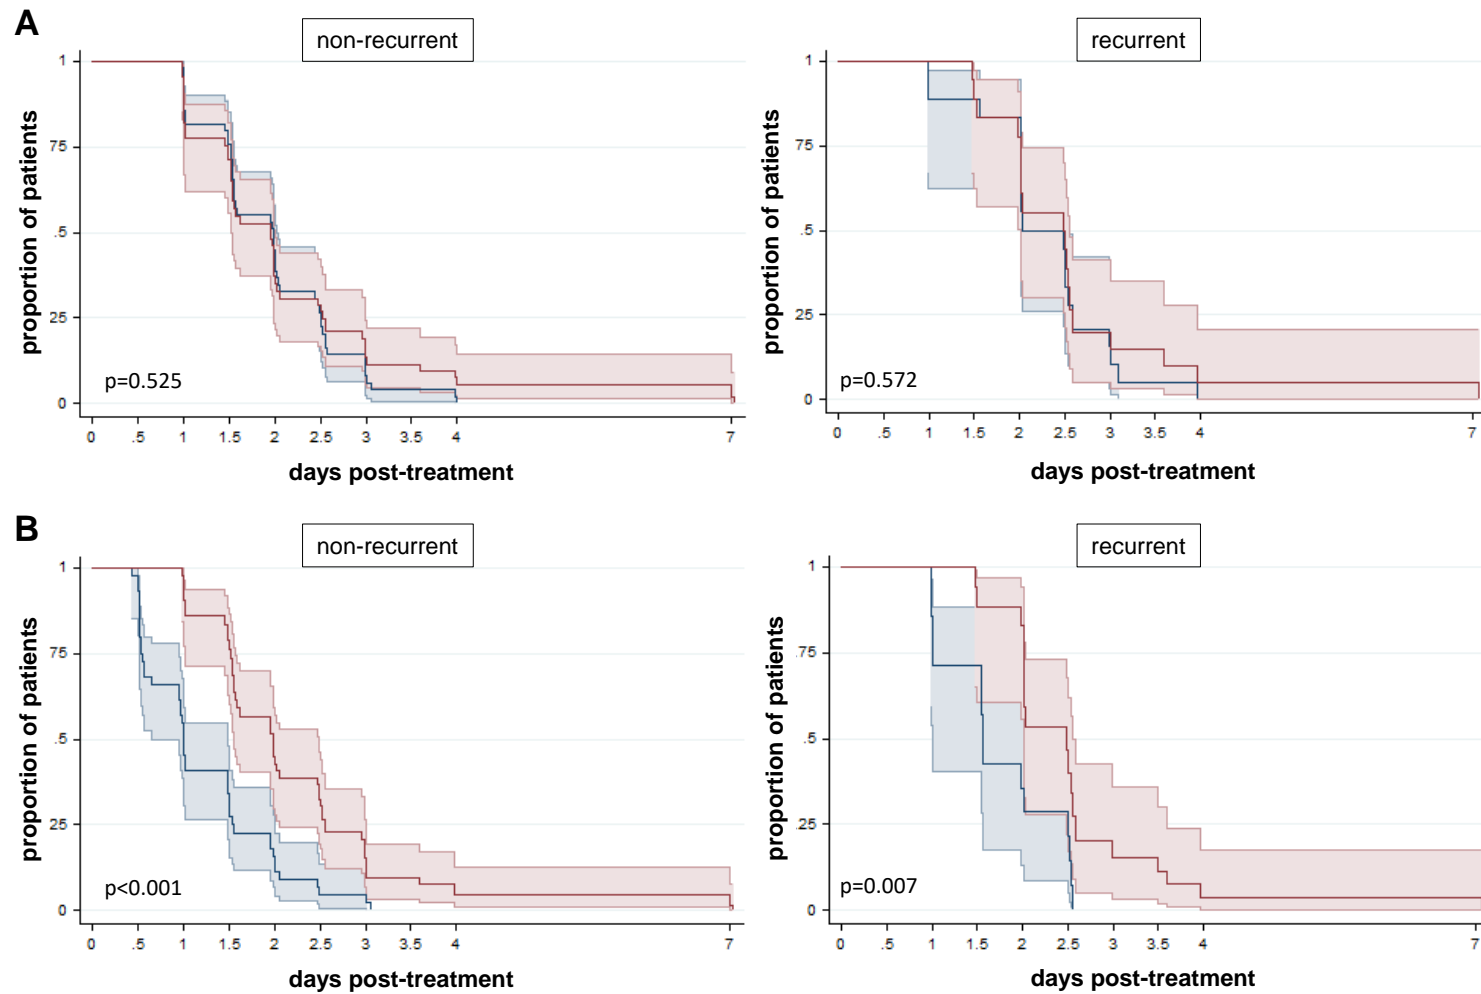 A
non-recurrent
recurrent
proportion of patients
1
75
.5
25
0
p=0.525
0 .5 1 1.5 2 2.5 3 3.5 4 7
days post-treatment
proportion of patients
1
.75
.5
.25
0
p=0.572
0 .5 1 1.5 2 2.5 3 3.5 4 7
days post-treatment
B
non-recurrent
recurrent
proportion of patients
1
75
.5
25
0
p<0.001
0 .5 1 1.5 2 2.5 3 3.5 4 7
days post-treatment
proportion of patients
1
.75
.5
.25
0
p=0.007
0 .5 1 1.5 2 2.5 3 3.5 4 7
days post-treatment